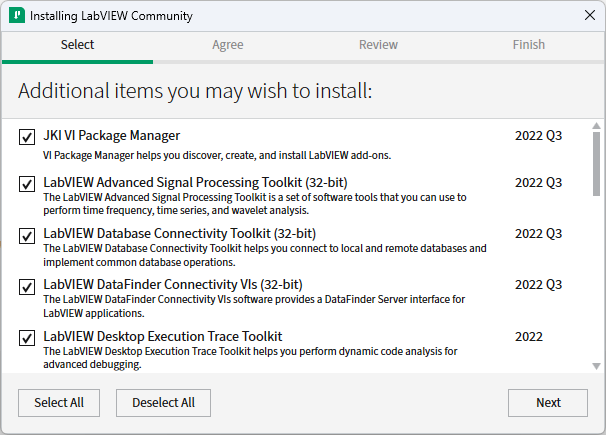 Installing LabVIEW Community
Select Agree Review Finish
Additional items you may wish to install:
JKI VI Package Manager 2022 Q3
VI Package Manager helps you discover, create, and install LabVIEW add-ons.
LabVIEW Advanced Signal Processing Toolkit (32-bit) 2022 Q3
The LabVIEW Advanced Signal Processing Toolkit is a set of software tools that you can use to
perform time frequency, time series, and wavelet analysis.
LabVIEW Database Connectivity Toolkit (32-bit) 2022 Q3
The LabVIEW Database Connectivity Toolkit helps you connect to local and remote databases and
implement common database operations.
LabVIEW DataFinder Connectivity VIs (32-bit) 2022 Q3
The LabVIEW DataFinder Connectivity VIs software provides a DataFinder Server interface for
LabVIEW applications.
LabVIEW Desktop Execution Trace Toolkit 2022
The LabVIEW Desktop Execution Trace Toolkit helps you perform dynamic code analysis for
advanced debugging.
Select All Deselect All Next